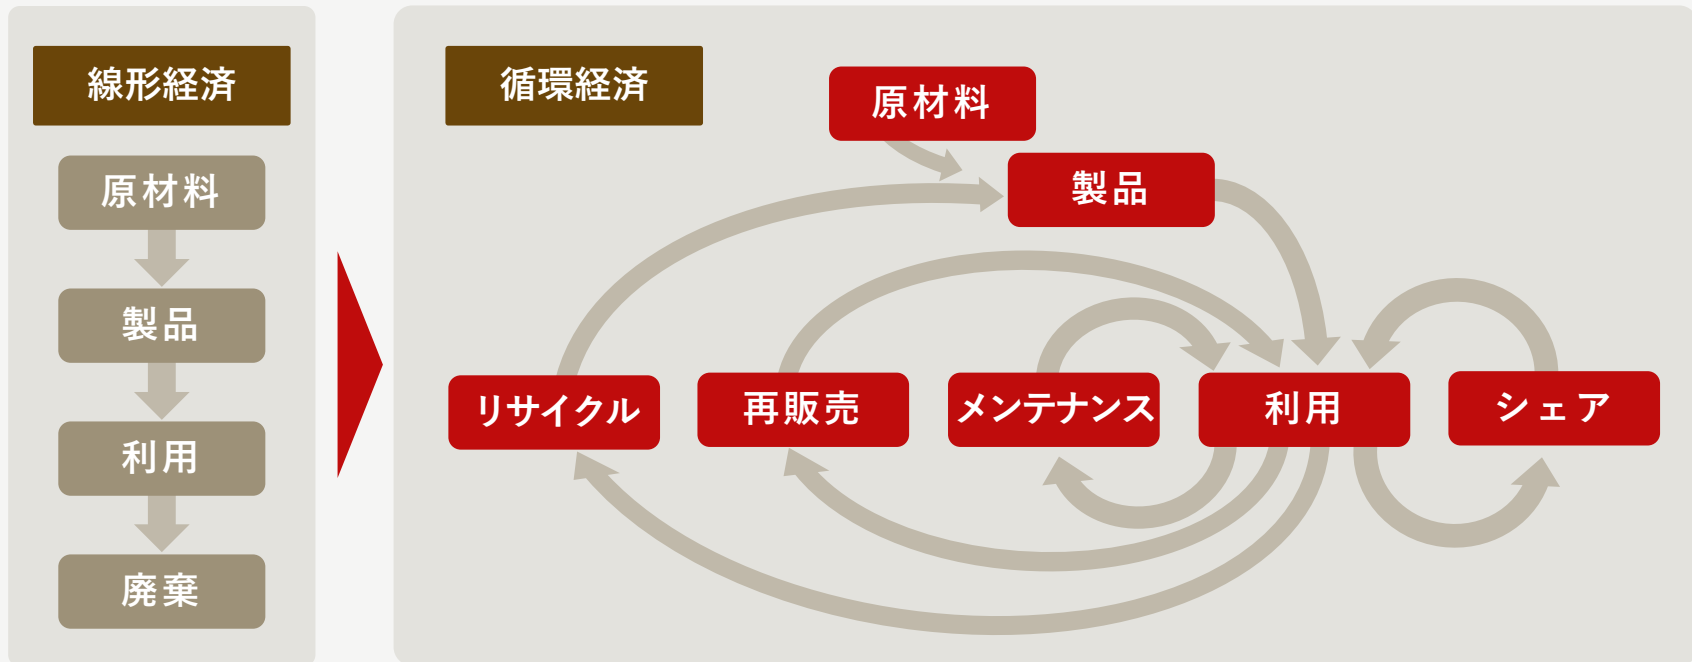 線形経済
原材料
製品
利用
廃棄
循環経済
原材料
製品
リサイクル
再販売
メンテナンス
利用
シェア